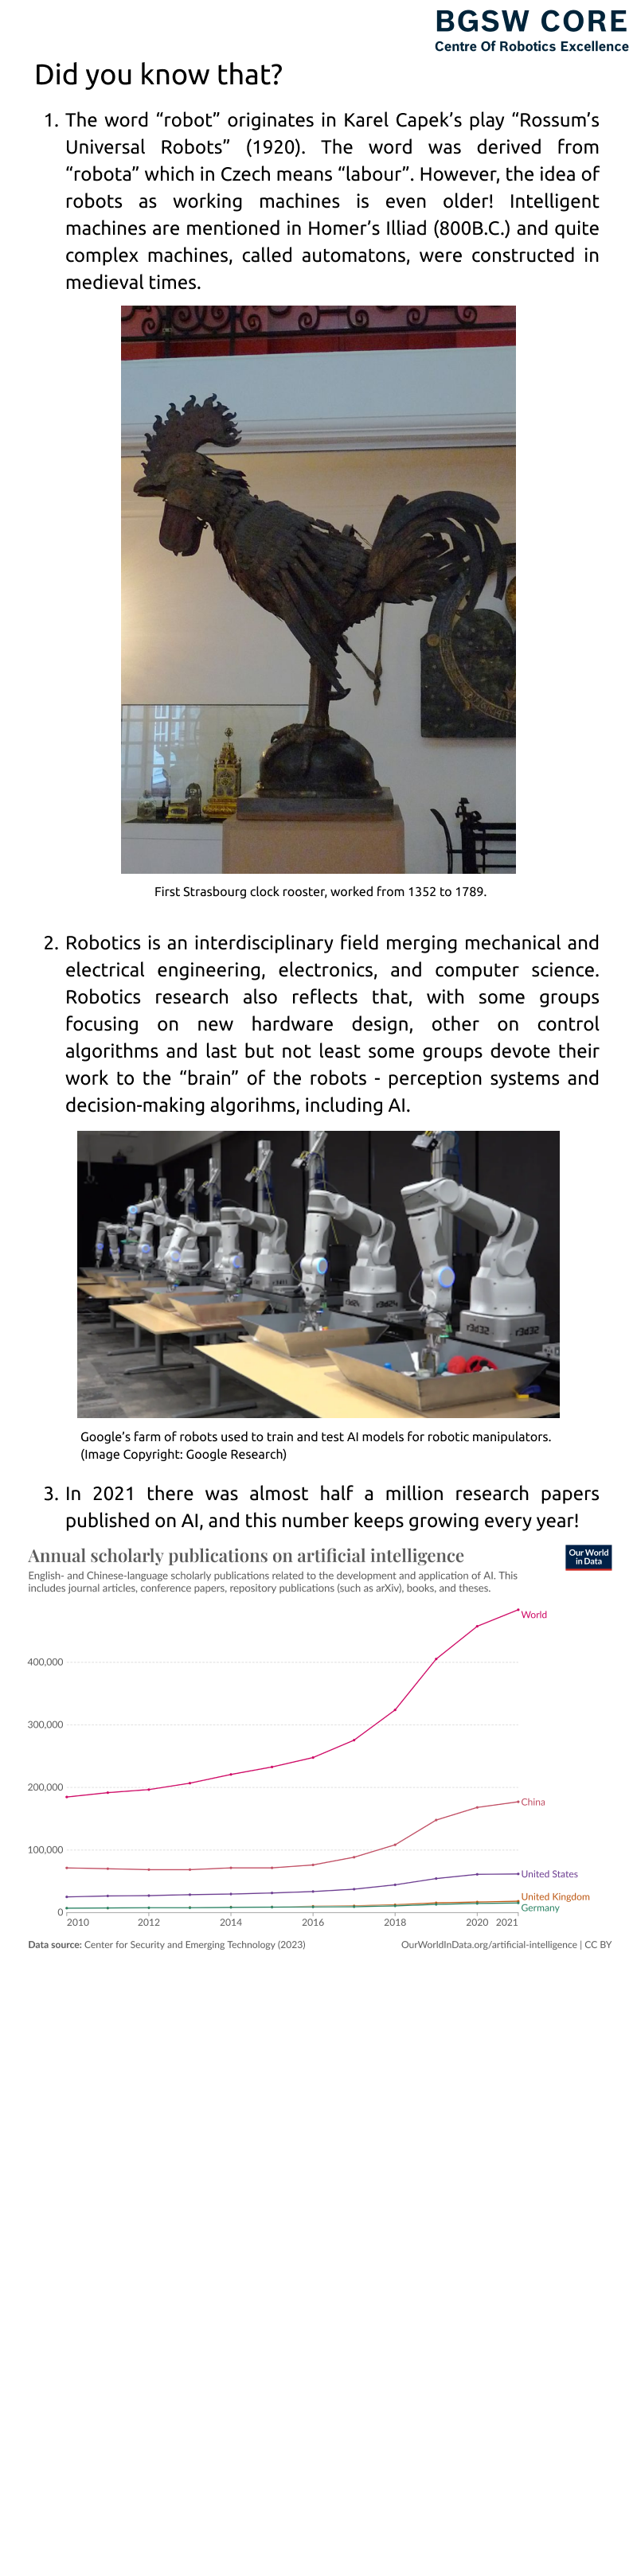 BGSW CORE
Centre Of Robotics Excellence
Did you know that?
1. The word “robot” originates in Karel Capek’s play “Rossum’s
Universal Robots” (1920). The word was derived from
“robota” which in Czech means “labour”. However, the idea of
robots as working machines is even older! Intelligent
machines are mentioned in Homer’s Illiad (800B.C.) and quite
complex machines, called automatons, were constructed in
medieval times.
First Strasbourg clock rooster, worked from 1352 to 1789.
2. Robotics is an interdisciplinary field merging mechanical and
electrical engineering, electronics, and computer science.
Robotics research also reflects that, with some groups
focusing on new hardware design, other on control
algorithms and last but not least some groups devote their
work to the “brain” of the robots - perception systems and
decision-making algorithms, including AI.
r3d32
r3d32
Google’s farm of robots used to train and test AI models for robotic manipulators.
(Image Copyright: Google Research)
3. In 2021 there was almost half a million research papers
published on AI, and this number keeps growing every year!
Annual scholarly publications on artificial intelligence
Our World
in Data
English- and Chinese-language scholarly publications related to the development and application of AI. This
includes journal articles, conference papers, repository publications (such as arXiv), books, and theses.
World
400,000
300,000
200,000
China
100,000
United States
United Kingdom
Germany
0
2010 2012 2014 2016 2018 2020 2021
Data source: Center for Security and Emerging Technology (2023)
OurWorldInData.org/artificial-intelligence | CC BY